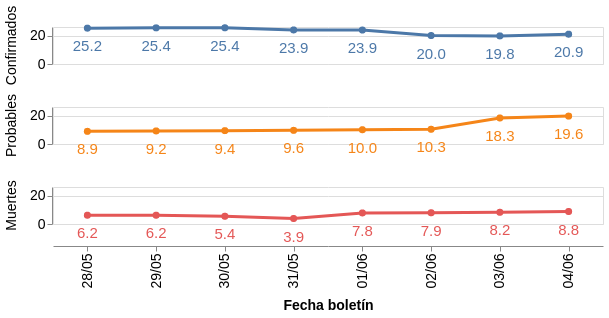 Confirmados
20
0
25.2 25.4 25.4 23.9 23.9 20.0 19.8 20.9
Probables
20
0
8.9 9.2 9.4 9.6 10.0 10.3 18.3 19.6
Muertes
20
0
6.2 6.2 5.4 3.9 7.8 7.9 8.2 8.8
28/05 29/05 30/05 31/05 01/06 02/06 03/06 04/06
Fecha boletín